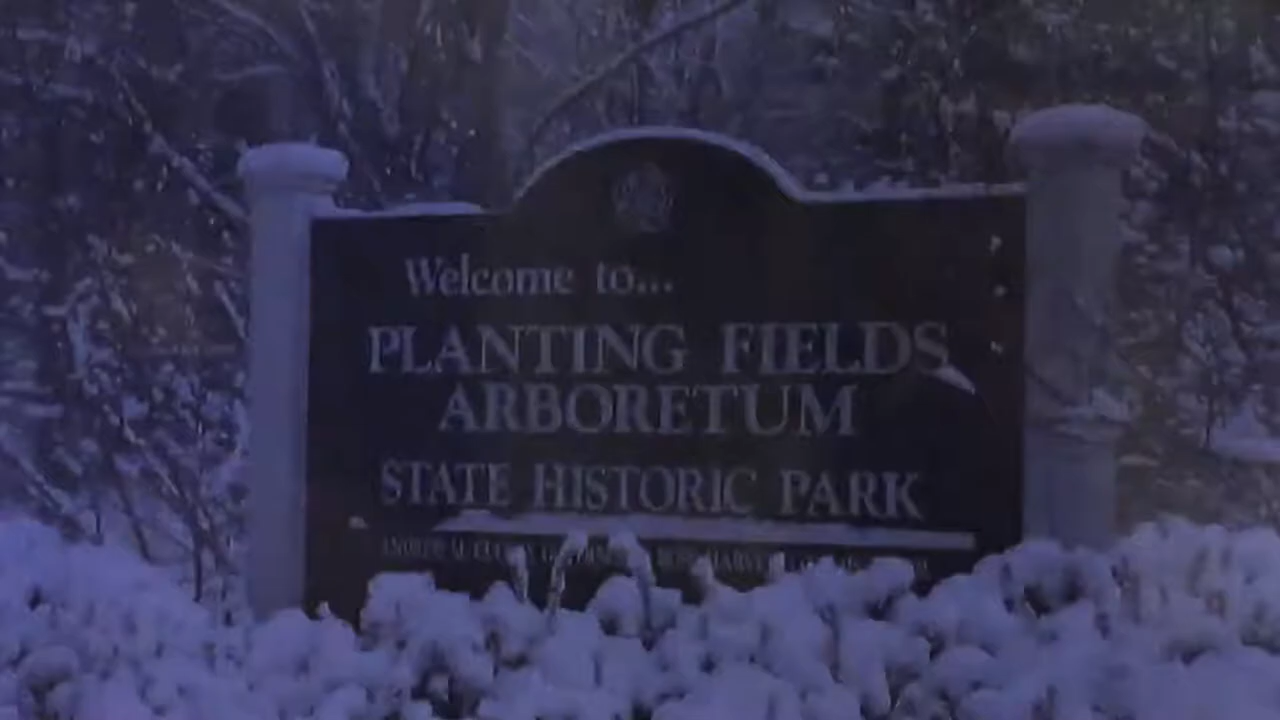 Welcome to...
PLANTING FIELDS
ARBORETUM
STATE HISTORIC PARK